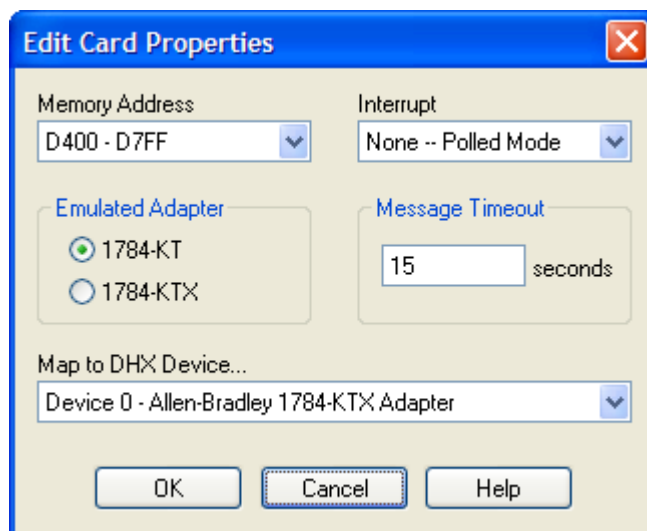 Edit Card Properties
Memory Address
Interrupt
D400 - D7FF
None -- Polled Mode
Emulated Adapter
Message Timeout
1784-KT
1784-KTX
15
seconds
Map to DHX Device...
Device 0 - Allen-Bradley 1784-KTX Adapter
OK
Cancel
Help